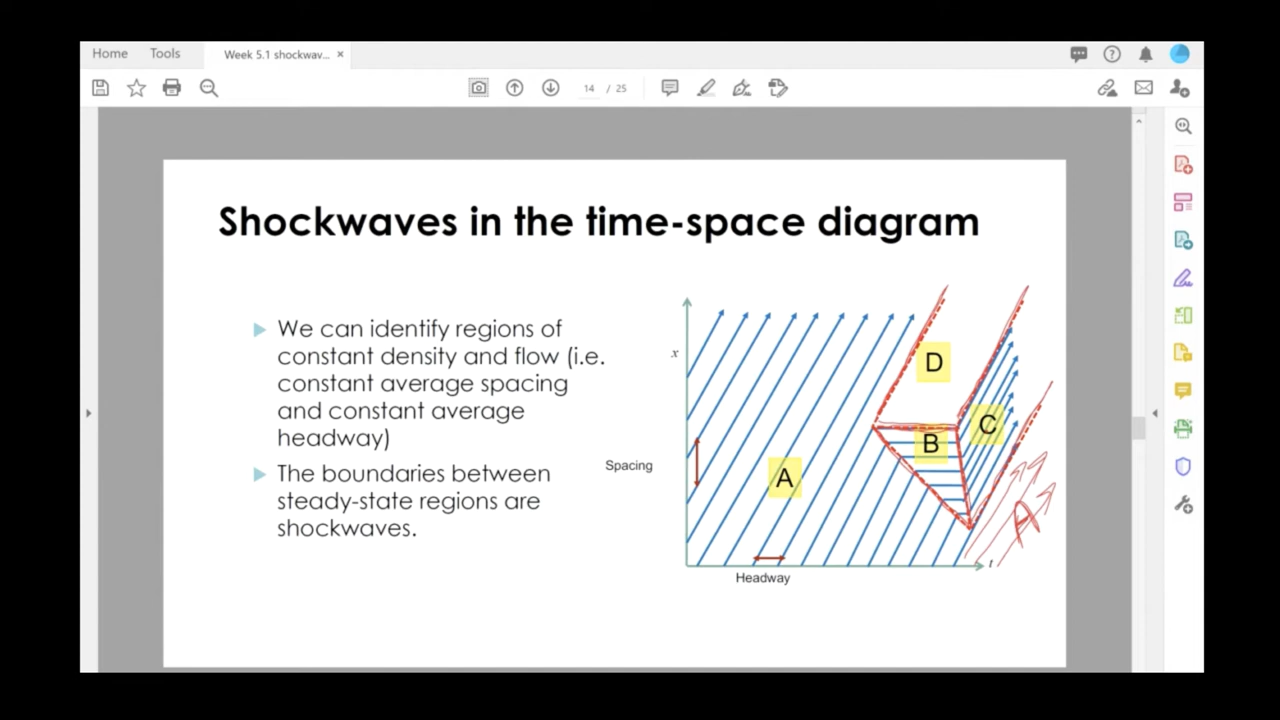 Home Tools Week 5.1 shockwav... ×
14 / 25
Shockwaves in the time-space diagram
We can identify regions of
constant density and flow (i.e.
constant average spacing
and constant average
headway)
The boundaries between
steady-state regions are
shockwaves.
x
Spacing
Headway
t
A
B
C
D
A